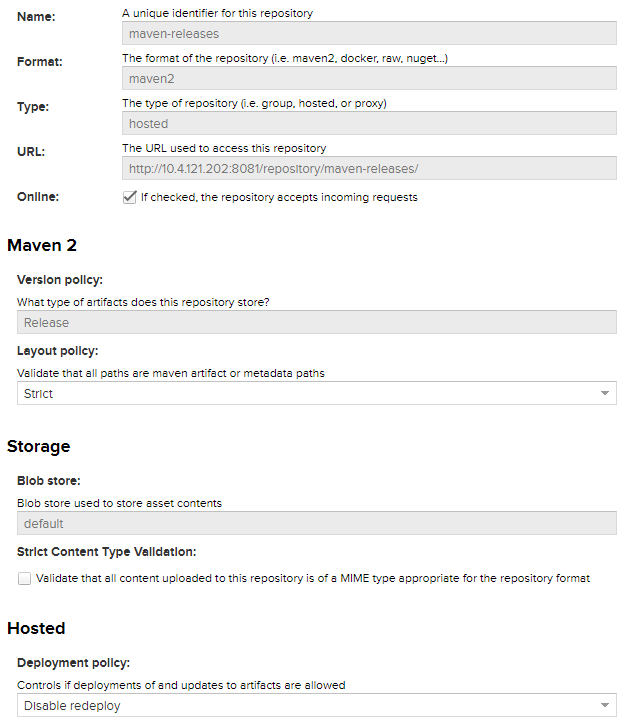 Name:
A unique identifier for this repository
maven-releases
Format:
The format of the repository (i.e. maven2, docker, raw, nuget...)
maven2
Type:
The type of repository (i.e. group, hosted, or proxy)
hosted
URL:
The URL used to access this repository
http://10.4.121.202:8081/repository/maven-releases/
Online:
If checked, the repository accepts incoming requests
Maven 2
Version policy:
What type of artifacts does this repository store?
Release
Layout policy:
Validate that all paths are maven artifact or metadata paths
Strict
Storage
Blob store:
Blob store used to store asset contents
default
Strict Content Type Validation:
Validate that all content uploaded to this repository is of a MIME type appropriate for the repository format
Hosted
Deployment policy:
Controls if deployments of and updates to artifacts are allowed
Disable redeploy